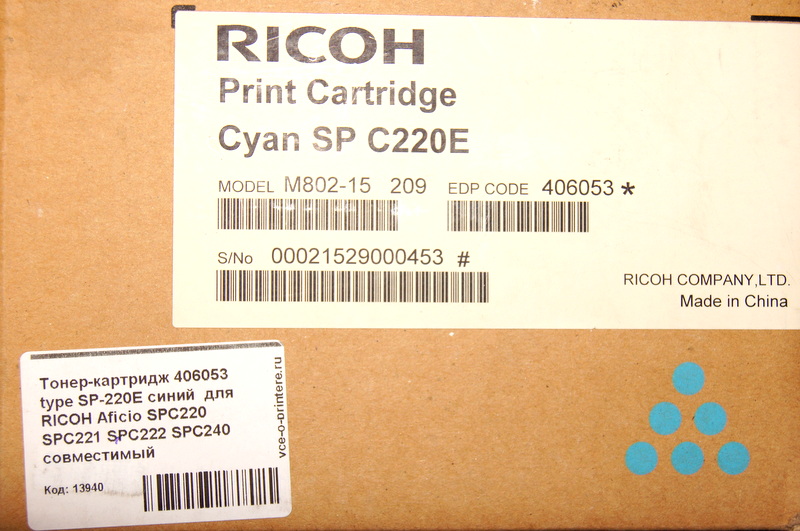 RICOH
Print Cartridge
Cyan SP C220E
MODEL M802-15 209 EDP CODE 406053 *
S/No 00021529000453 #
RICOH COMPANY,LTD.
Made in China
Тонер-картридж 406053
type SP-220E синий для
RICOH Aficio SPC220
SPC221 SPC222 SPC240
совместимый
Код: 13940
vce-o-printere.ru